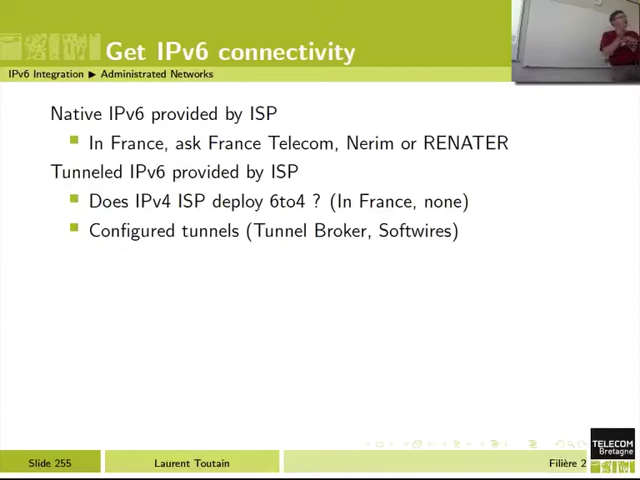 Get IPv6 connectivity
IPv6 Integration ▶ Administrated Networks
Native IPv6 provided by ISP
In France, ask France Telecom, Nerim or RENATER
Tunneled IPv6 provided by ISP
Does IPv4 ISP deploy 6to4 ? (In France, none)
Configured tunnels (Tunnel Broker, Softwires)
TELECOM
Bretagne
Slide 255
Laurent Toutain
Filière 2